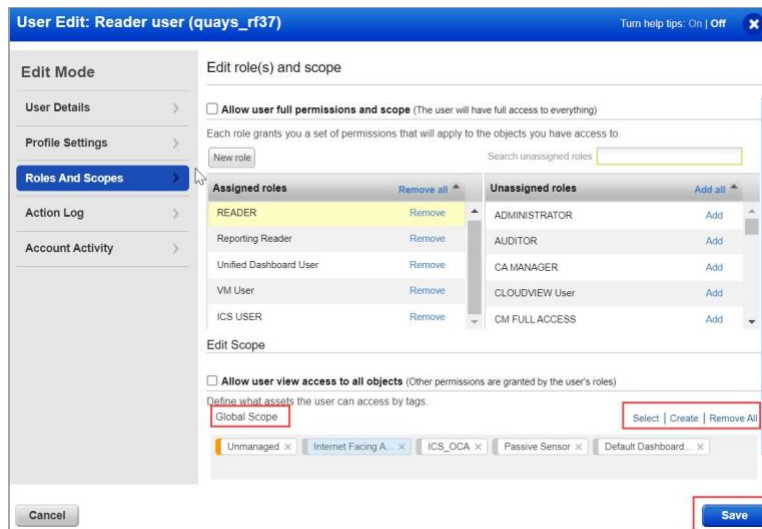 User Edit: Reader user (quays_rf37)
Turn help tips: On | Off
Edit Mode
User Details
Profile Settings
Roles And Scopes
Action Log
Account Activity
Edit role(s) and scope
Allow user full permissions and scope (The user will have full access to everything)
Each role grants you a set of permissions that will apply to the objects you have access to.
New role
Search unassigned roles
Assigned roles Remove all
READER Remove
Reporting Reader Remove
Unified Dashboard User Remove
VM User Remove
ICS USER Remove
Unassigned roles Add all
ADMINISTRATOR Add
AUDITOR Add
CA MANAGER Add
CLOUDVIEW User Add
CM FULL ACCESS Add
Edit Scope
Allow user view access to all objects (Other permissions are granted by the user's roles)
Define what assets the user can access by tags.
Global Scope
Select | Create | Remove All
Unmanaged × Internet Facing A... × ICS_OCA × Passive Sensor × Default Dashboard... ×
Cancel
Save